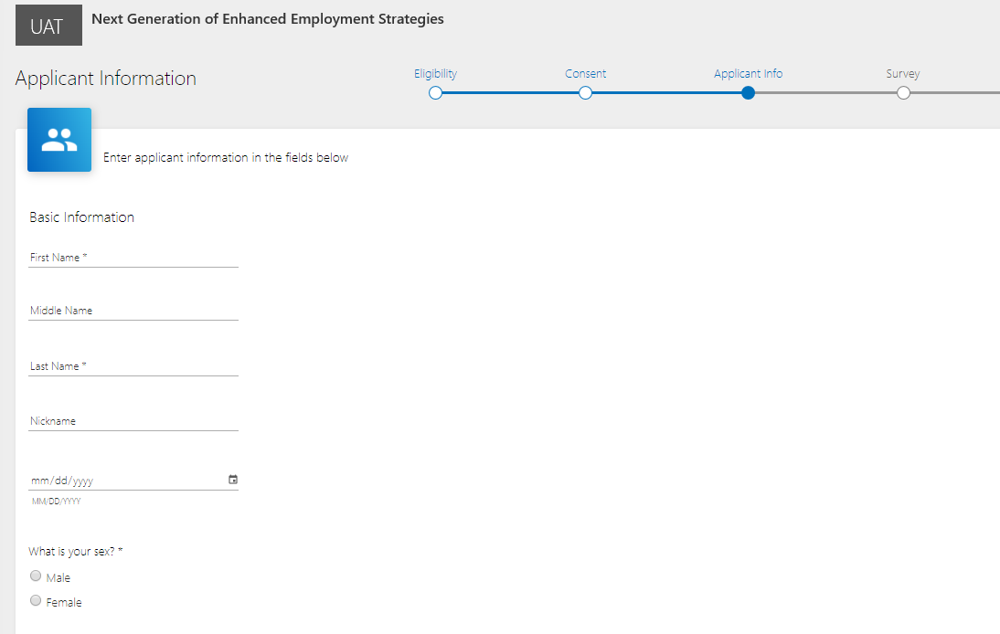 UAT
Next Generation of Enhanced Employment Strategies
Applicant Information
Eligibility
Consent
Applicant Info
Survey
Enter applicant information in the fields below
Basic Information
First Name *
Middle Name
Last Name *
Nickname
mm/dd/yyyy
MM/DD/YYYY
What is your sex? *
Male
Female